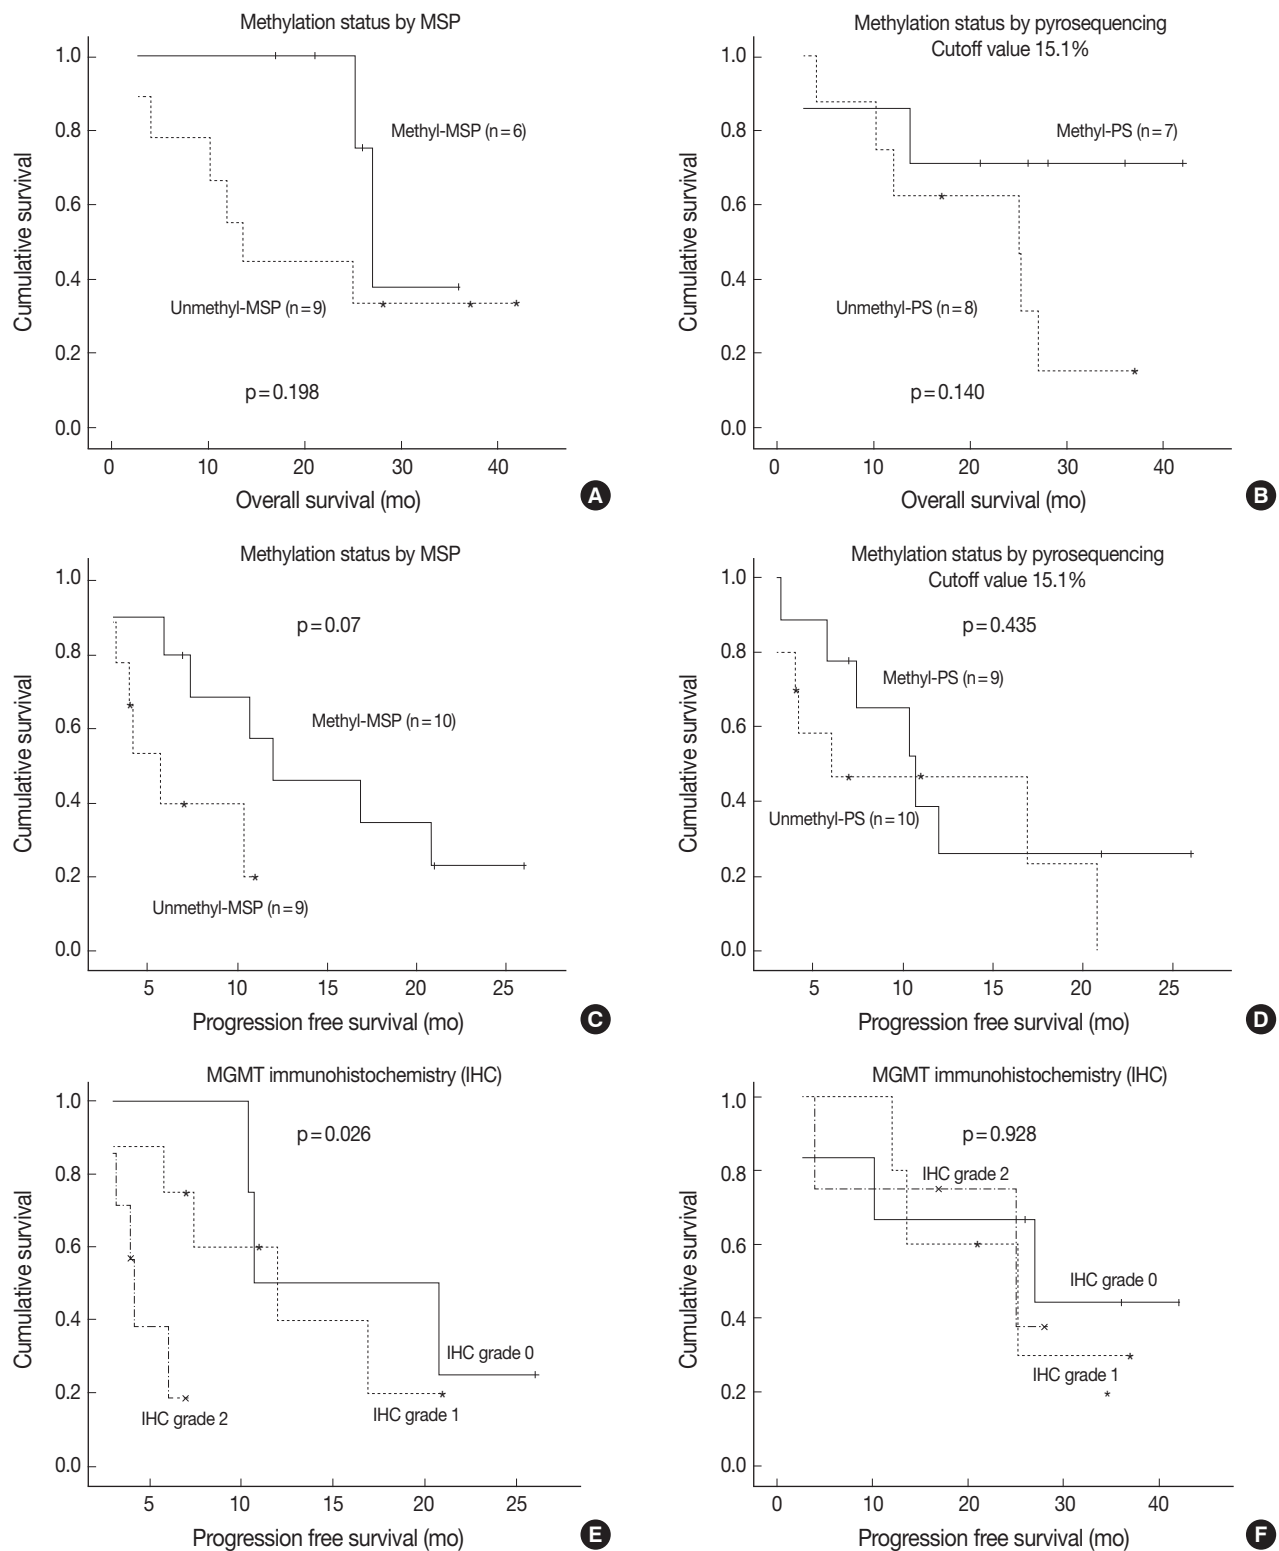 Methylation status by MSP
1.0
0.8
0.6
0.4
0.2
0.0
Cumulative survival
Methyl-MSP (n=6)
Unmethyl-MSP (n=9)
p=0.198
0 10 20 30 40
Overall survival (mo)
A
Methylation status by pyrosequencing
Cutoff value 15.1%
1.0
0.8
0.6
0.4
0.2
0.0
Cumulative survival
Methyl-PS (n=7)
Unmethyl-PS (n=8)
p=0.140
0 10 20 30 40
Overall survival (mo)
B
Methylation status by MSP
1.0
0.8
0.6
0.4
0.2
0.0
Cumulative survival
p=0.07
Methyl-MSP (n=10)
Unmethyl-MSP (n=9)
5 10 15 20 25
Progression free survival (mo)
C
Methylation status by pyrosequencing
Cutoff value 15.1%
1.0
0.8
0.6
0.4
0.2
0.0
Cumulative survival
p=0.435
Methyl-PS (n=9)
Unmethyl-PS (n=10)
5 10 15 20 25
Progression free survival (mo)
D
MGMT immunohistochemistry (IHC)
1.0
0.8
0.6
0.4
0.2
0.0
Cumulative survival
p=0.026
IHC grade 0
IHC grade 1
IHC grade 2
5 10 15 20 25
Progression free survival (mo)
E
MGMT immunohistochemistry (IHC)
1.0
0.8
0.6
0.4
0.2
0.0
Cumulative survival
p=0.928
IHC grade 2
IHC grade 0
IHC grade 1
0 10 20 30 40
Progression free survival (mo)
F